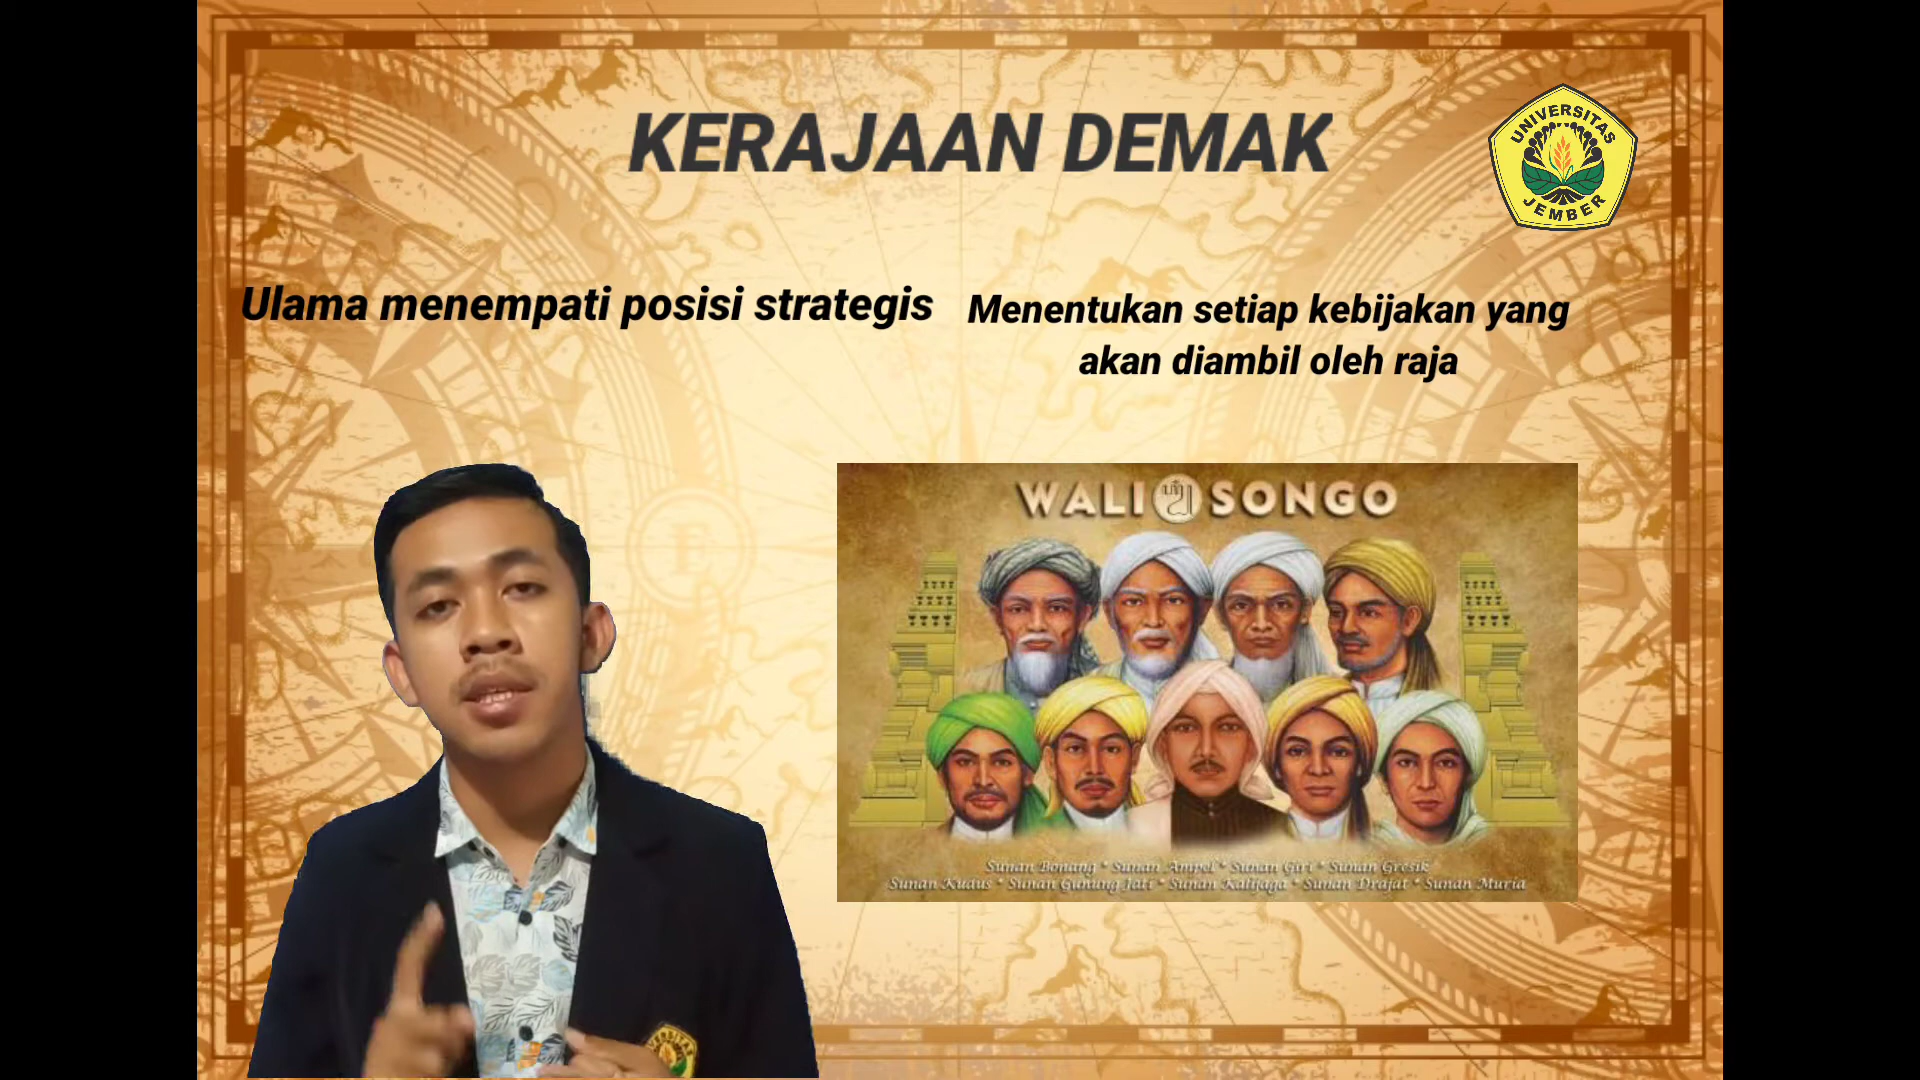 KERAJAAN DEMAK
UNIVERSITAS
JEMBER
Ulama menempati posisi strategis
Menentukan setiap kebijakan yang
akan diambil oleh raja
WALI SONGO
Sunan Bonang * Sunan Ampel * Sunan Giri * Sunan Gresik
Sunan Kudus * Sunan Gunung Jati * Sunan Kalijaga * Sunan Drajat * Sunan Muria